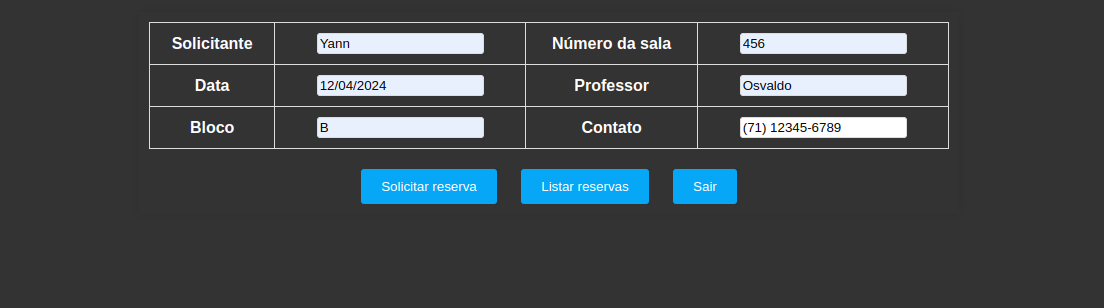 Solicitante Yann Número da sala 456
Data 12/04/2024 Professor Osvaldo
Bloco B Contato (71) 12345-6789
Solicitar reserva Listar reservas Sair